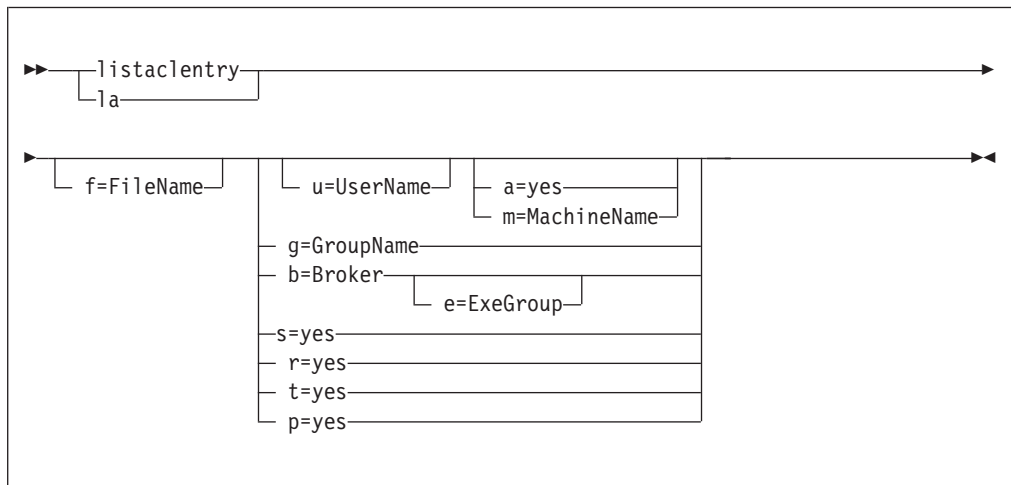 listaclentry
la
f=FileName u=UserName a=yes
m=MachineName
g=GroupName
b=Broker
e=ExeGroup
s=yes
r=yes
t=yes
p=yes